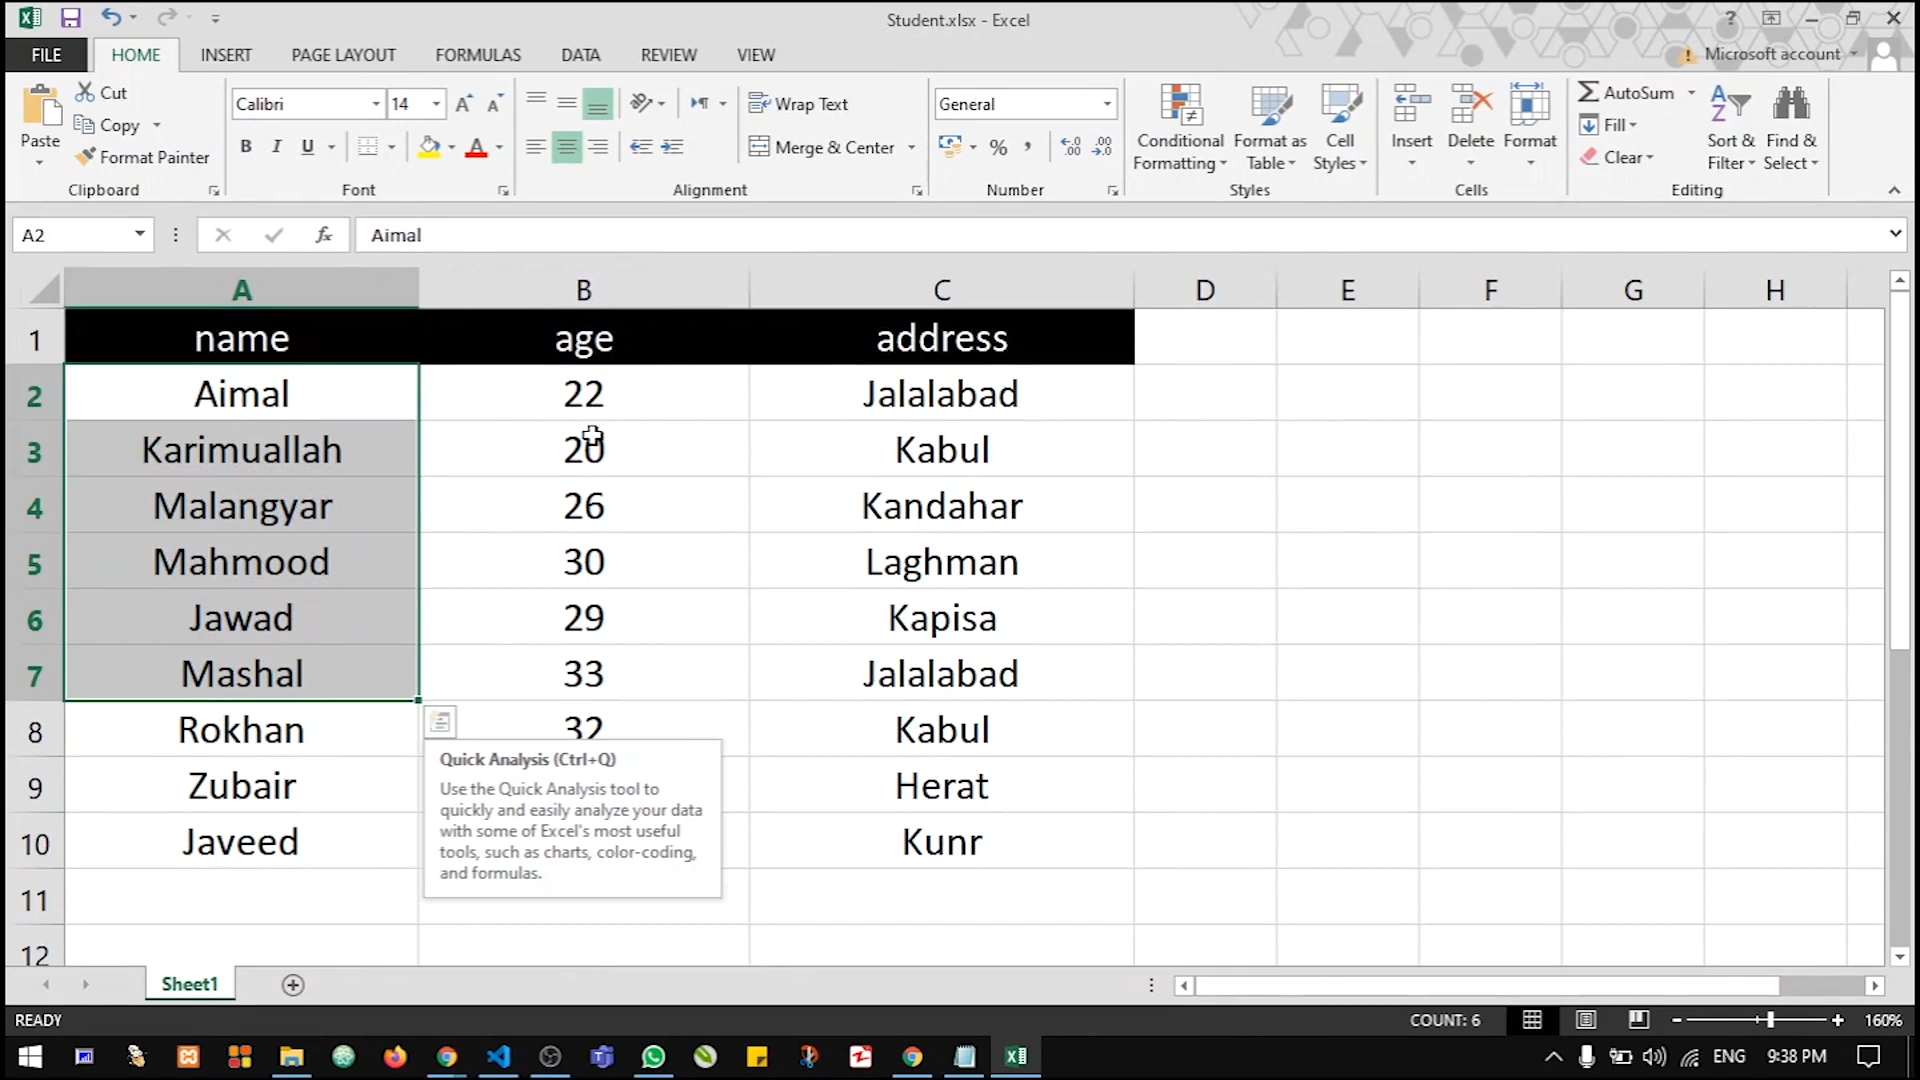 Student.xlsx - Excel
?
FILE HOME INSERT PAGE LAYOUT FORMULAS DATA REVIEW VIEW Microsoft account
Paste
Cut
Copy
Format Painter
Clipboard
Calibri 14
B I U
Font
Wrap Text
Merge & Center
Alignment
General
%
Number
Conditional Formatting
Format as Table
Cell Styles
Styles
Insert
Delete
Format
Cells
AutoSum
Fill
Clear
Sort & Filter
Find & Select
Editing
A2 fx Aimal
A B C D E F G H
1 name age address
2 Aimal 22 Jalalabad
3 Karimuallah 20 Kabul
4 Malangyar 26 Kandahar
5 Mahmood 30 Laghman
6 Jawad 29 Kapisa
7 Mashal 33 Jalalabad
8 Rokhan 32 Kabul
9 Zubair Herat
10 Javeed Kunr
11
12
Quick Analysis (Ctrl+Q)
Use the Quick Analysis tool to
quickly and easily analyze your data
with some of Excel's most useful
tools, such as charts, color-coding,
and formulas.
Sheet1
READY COUNT: 6 160%
ENG 9:38 PM